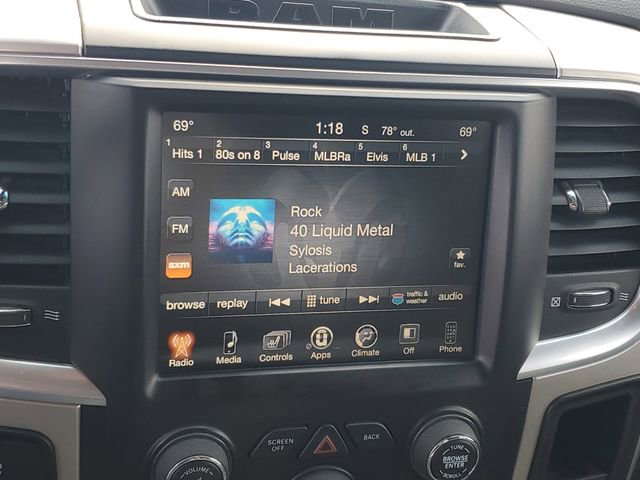 RAM
69° 1:18 S 78° out. 69°
1 Hits 1 2 80s on 8 3 Pulse 4 MLBRa 5 Elvis 6 MLB 1
AM
FM
sxm
Rock
40 Liquid Metal
Sylosis
Lacerations
fav.
browse replay tune traffic & weather audio
Radio Media Controls Apps Climate Off Phone
SCREEN OFF
BACK
VOLUME
TUNE
BROWSE
ENTER